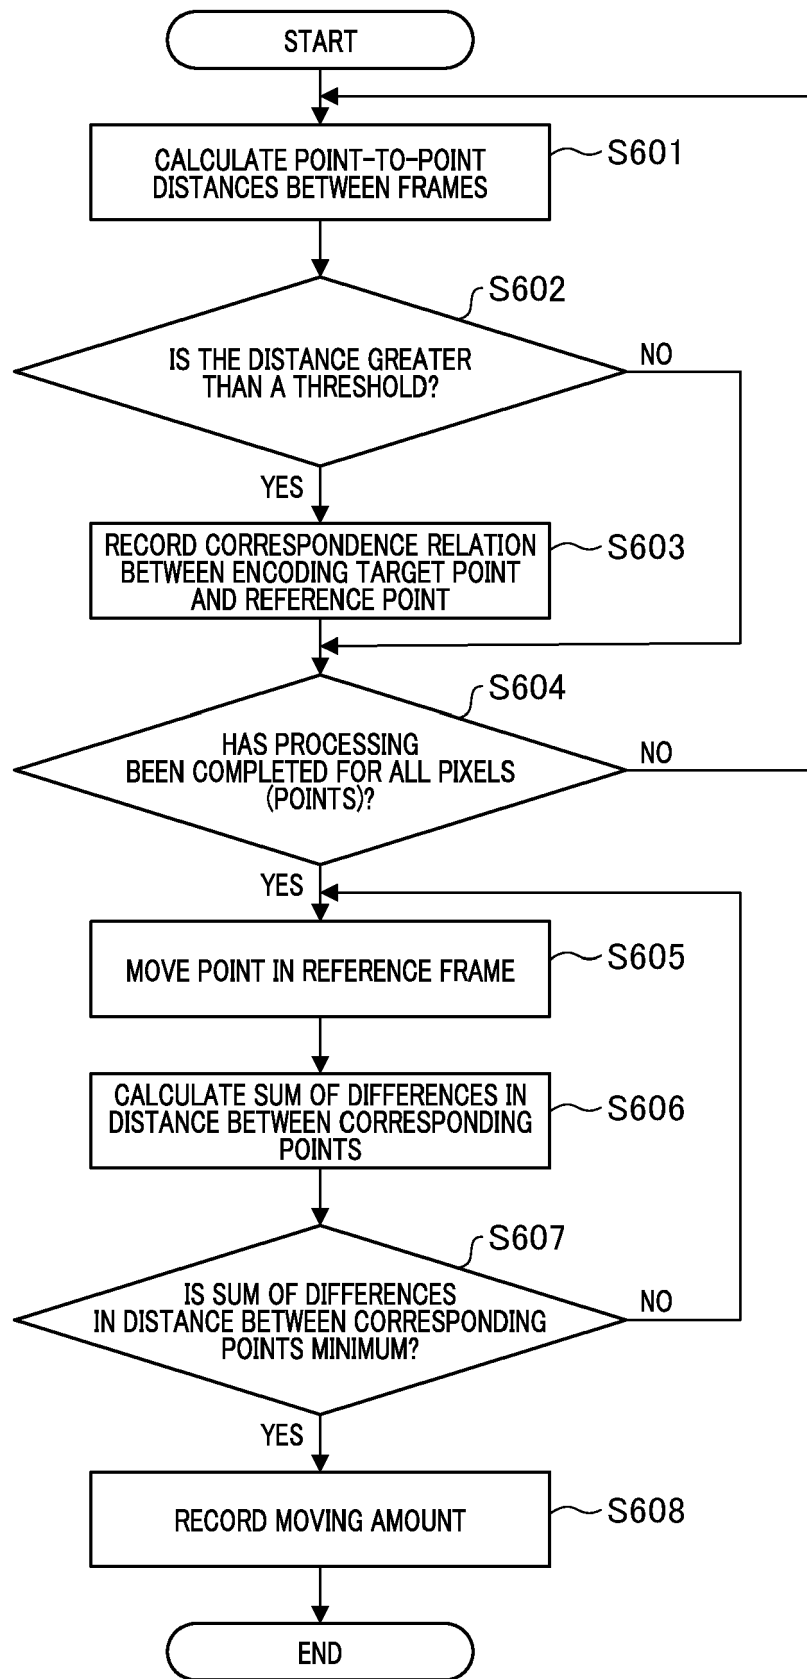 START
CALCULATE POINT-TO-POINT
DISTANCES BETWEEN FRAMES
S601
S602
IS THE DISTANCE GREATER
THAN A THRESHOLD?
NO
YES
RECORD CORRESPONDENCE RELATION
BETWEEN ENCODING TARGET POINT
AND REFERENCE POINT
S603
S604
HAS PROCESSING
BEEN COMPLETED FOR ALL PIXELS
(POINTS)?
NO
YES
MOVE POINT IN REFERENCE FRAME
S605
CALCULATE SUM OF DIFFERENCES IN
DISTANCE BETWEEN CORRESPONDING
POINTS
S606
S607
IS SUM OF DIFFERENCES
IN DISTANCE BETWEEN CORRESPONDING
POINTS MINIMUM?
NO
YES
RECORD MOVING AMOUNT
S608
END